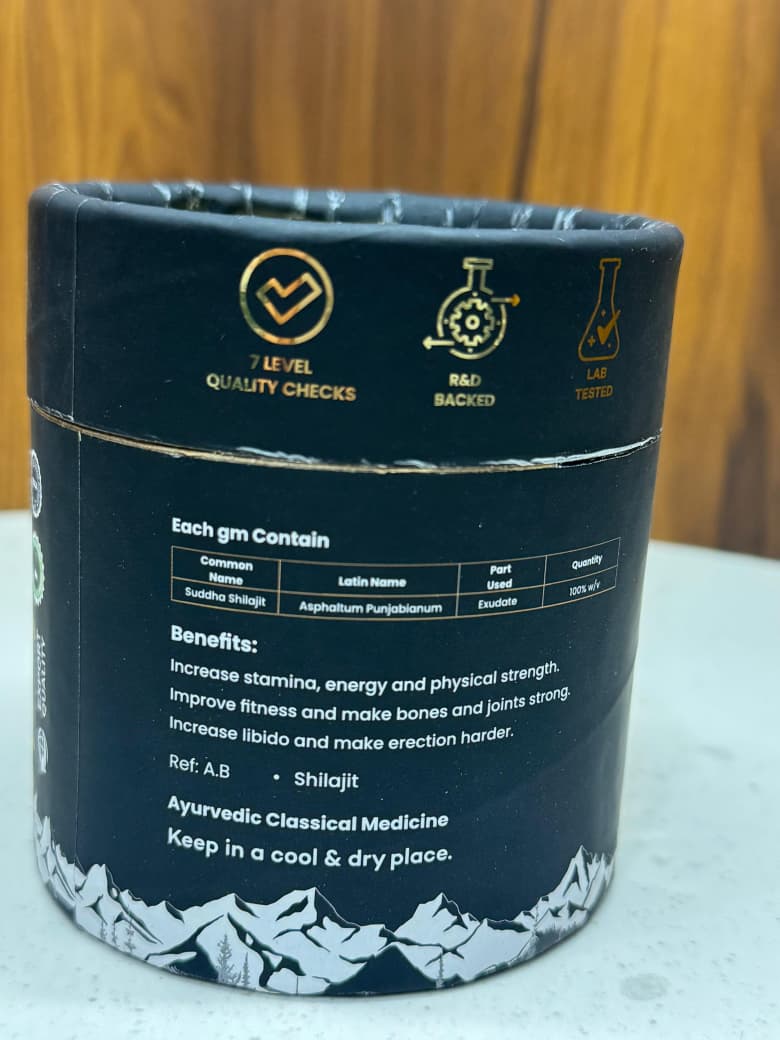 7 LEVEL
QUALITY CHECKS
R&D
BACKED
LAB
TESTED
EXPORT
QUALITY
Each gm Contain
Common Name Latin Name Part Used Quantity
Suddha Shilajit Asphaltum Punjabianum Exudate 100% w/v
Benefits:
Increase stamina, energy and physical strength.
Improve fitness and make bones and joints strong.
Increase libido and make erection harder.
Ref: A.B • Shilajit
Ayurvedic Classical Medicine
Keep in a cool & dry place.